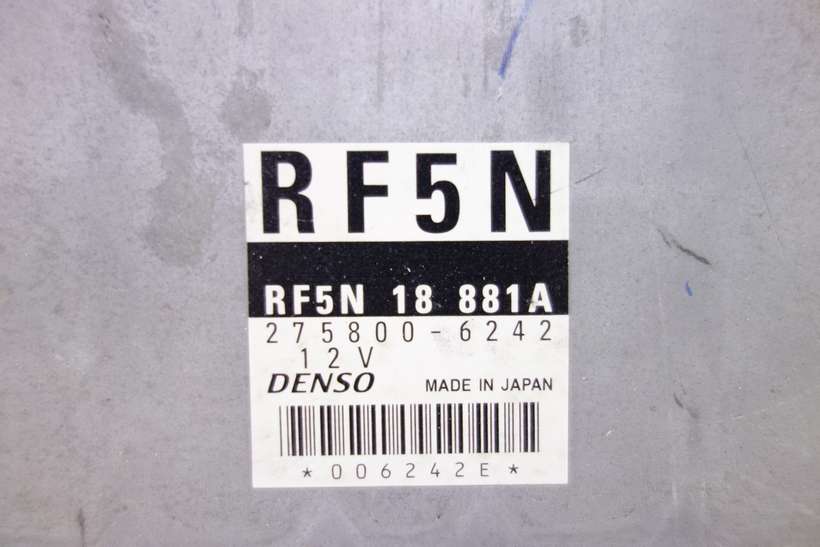 RF5N
RF5N 18 881A
275800-6242
12V
DENSO MADE IN JAPAN
*006242E*